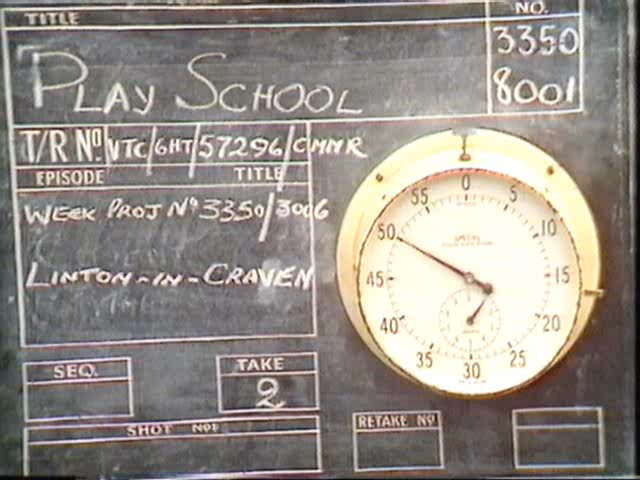 TITLE
NO.
PLAY SCHOOL
3350
8001
T/R NO. VTC/6HT/57296/CMMR
EPISODE TITLE
WEEK PROJ NO 3350/3006
LINTON-IN-CRAVEN
SEQ.
TAKE
2
SHOT NOS
RETAKE NO
0
5
10
15
20
25
30
35
40
45
50
55